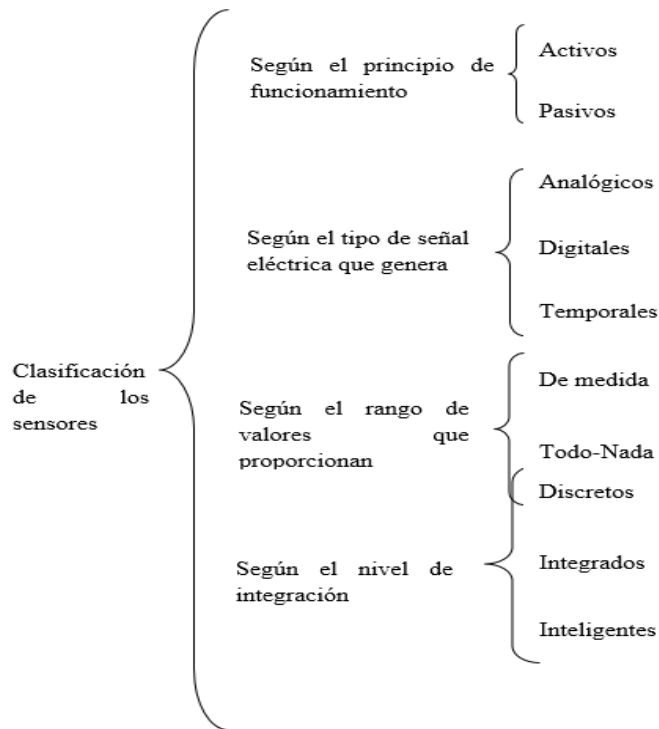 Clasificación
de los
sensores
Según el principio de
funcionamiento
Activos
Pasivos
Según el tipo de señal
eléctrica que genera
Analógicos
Digitales
Temporales
Según el rango de
valores que
proporcionan
De medida
Todo-Nada
Según el nivel de
integración
Discretos
Integrados
Inteligentes